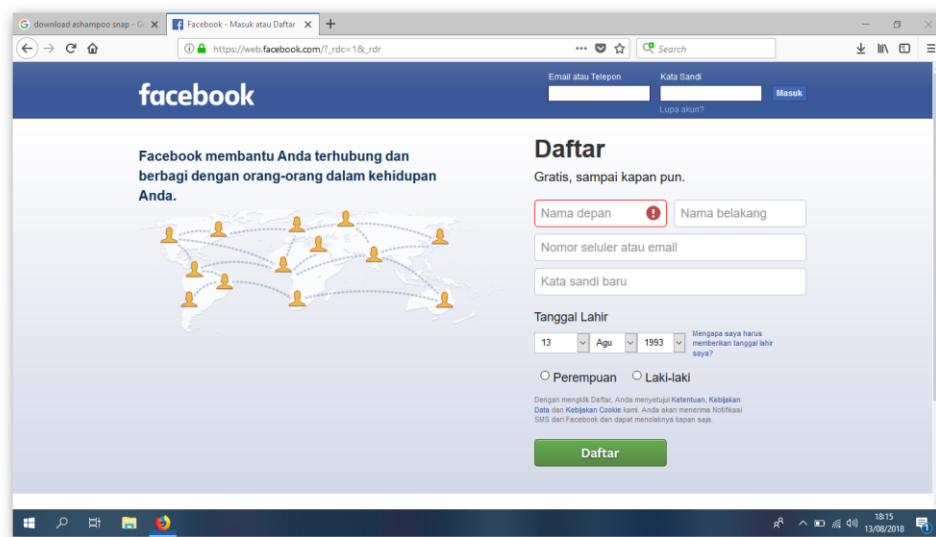 download ashampoo snap - Go
Facebook - Masuk atau Daftar
https://web.facebook.com/?_rdc=1&_rdr
Search
facebook
Email atau Telepon
Kata Sandi
Masuk
Lupa akun?
Facebook membantu Anda terhubung dan
berbagi dengan orang-orang dalam kehidupan
Anda.
Daftar
Gratis, sampai kapan pun.
Nama depan
Nama belakang
Nomor seluler atau email
Kata sandi baru
Tanggal Lahir
13 Agu 1993
Mengapa saya harus
memberikan tanggal lahir
saya?
Perempuan Laki-laki
Dengan mengklik Daftar, Anda menyetujui Ketentuan, Kebijakan
Data dan Kebijakan Cookie kami. Anda akan menerima Notifikasi
SMS dari Facebook dan dapat menolaknya kapan saja.
Daftar
18:15
13/08/2018
1